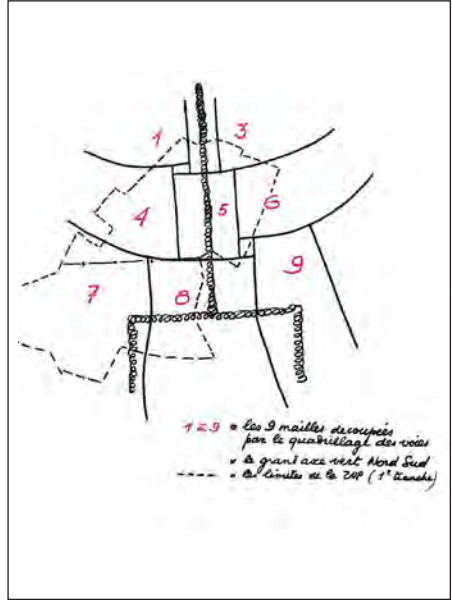 1
3
4
5
6
7
8
9
1 à 9 = les 9 mailles découpées
par le quadrillage des voies
= le grand axe vert Nord Sud
= les limites de la ZUP (1e tranche)